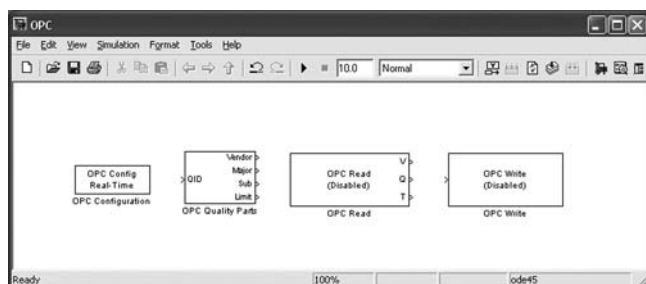 OPC
File Edit View Simulation Format Tools Help
10.0 Normal
OPC Config
Real-Time
OPC Configuration
QID
Vendor
Major
Sub
Limit
OPC Quality Parts
OPC Read
(Disabled)
V
Q
T
OPC Read
OPC Write
(Disabled)
OPC Write
Ready 100% ode45